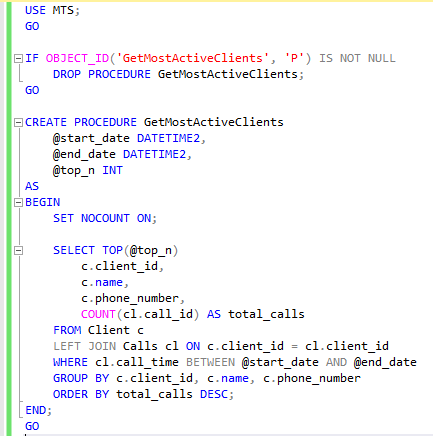 USE MTS;
GO
IF OBJECT_ID('GetMostActiveClients', 'P') IS NOT NULL
DROP PROCEDURE GetMostActiveClients;
GO
CREATE PROCEDURE GetMostActiveClients
@start_date DATETIME2,
@end_date DATETIME2,
@top_n INT
AS
BEGIN
SET NOCOUNT ON;
SELECT TOP(@top_n)
c.client_id,
c.name,
c.phone_number,
COUNT(cl.call_id) AS total_calls
FROM Client c
LEFT JOIN Calls cl ON c.client_id = cl.client_id
WHERE cl.call_time BETWEEN @start_date AND @end_date
GROUP BY c.client_id, c.name, c.phone_number
ORDER BY total_calls DESC;
END;
GO